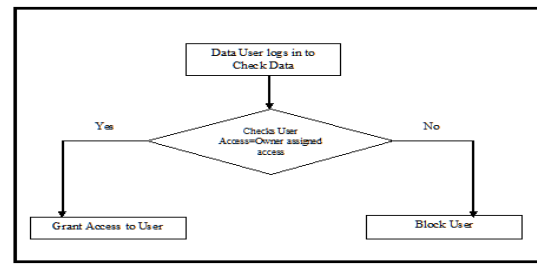 Data User logs in to
Check Data
Yes
No
Checks User
Access=Owner assigned
access
Grant Access to User
Block User